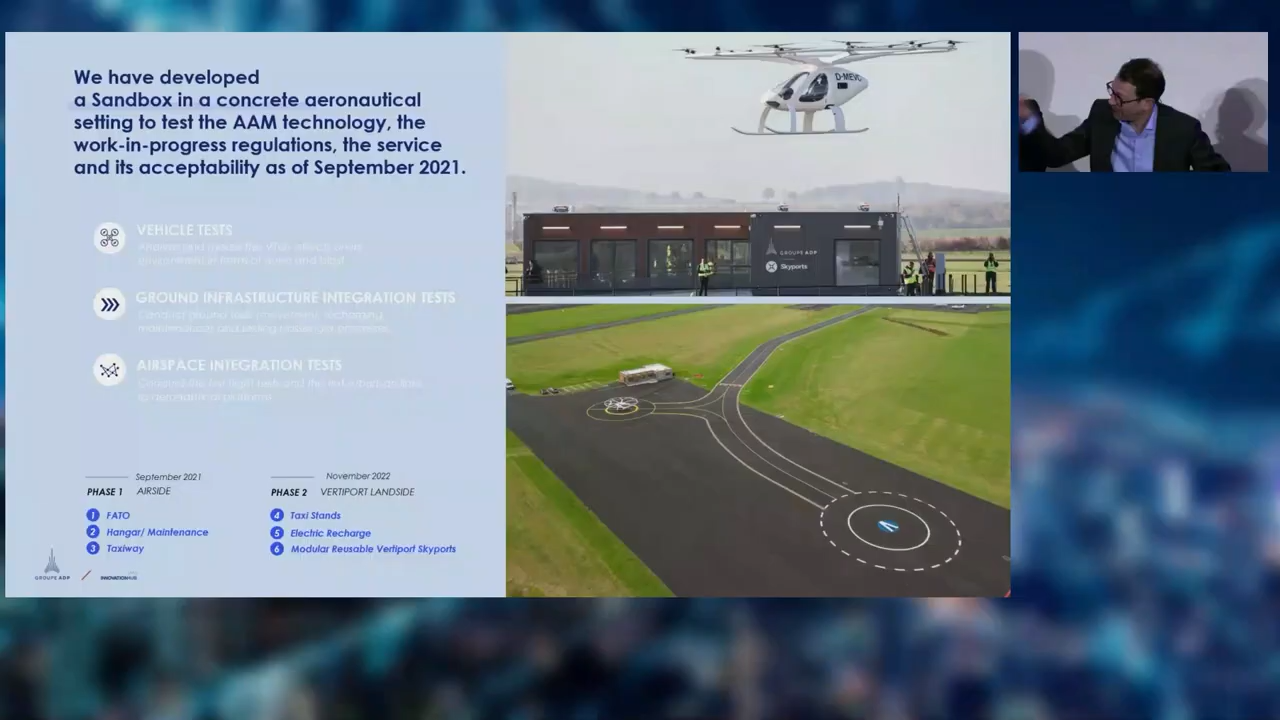 We have developed
a Sandbox in a concrete aeronautical
setting to test the AAM technology, the
work-in-progress regulations, the service
and its acceptability as of September 2021.
VEHICLE TESTS
GROUND INFRASTRUCTURE INTEGRATION TESTS
AIRSPACE INTEGRATION TESTS
September 2021
PHASE 1 AIRSIDE
1 FATO
2 Hangar/ Maintenance
3 Taxiway
November 2022
PHASE 2 VERTIPORT LANDSIDE
4 Taxi Stands
5 Electric Recharge
6 Modular Reusable Vertiport Skyports
GROUPE ADP
INNOVATION HUB
D-MEVC
GROUPE ADP
Skyports